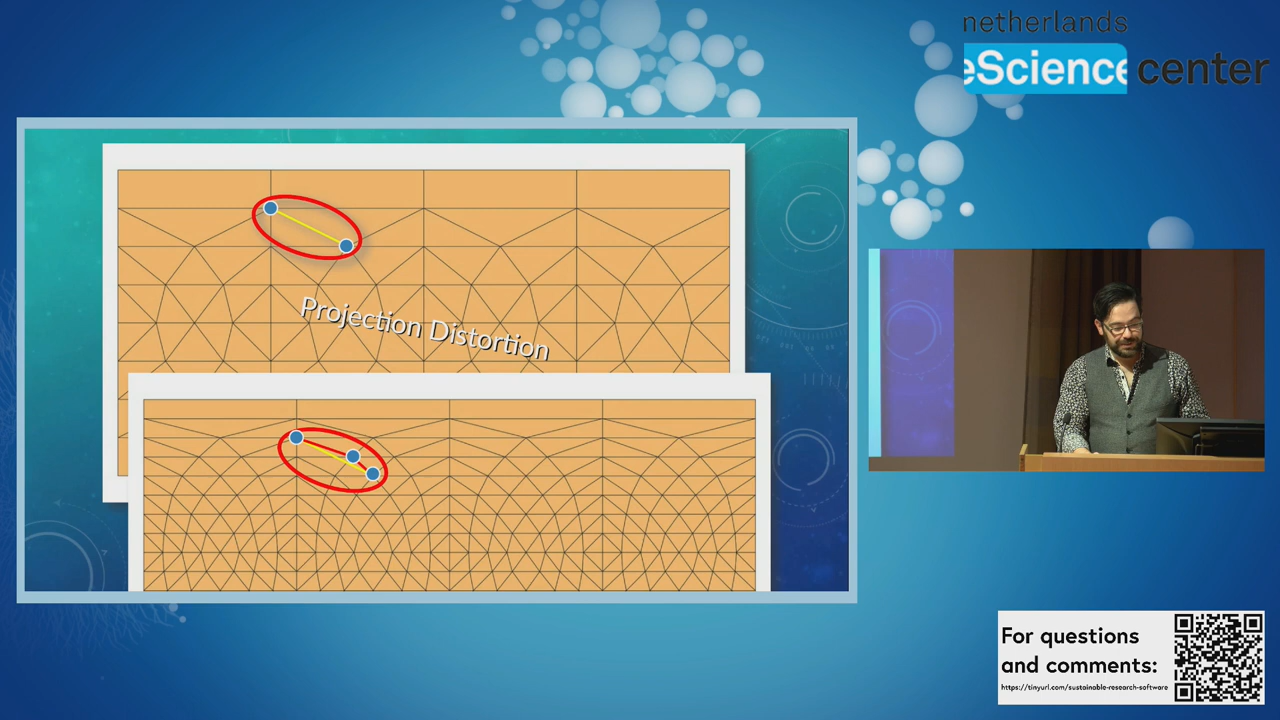 netherlands
eScience center
Projection Distortion
For questions
and comments:
https://tinyurl.com/sustainable-research-software